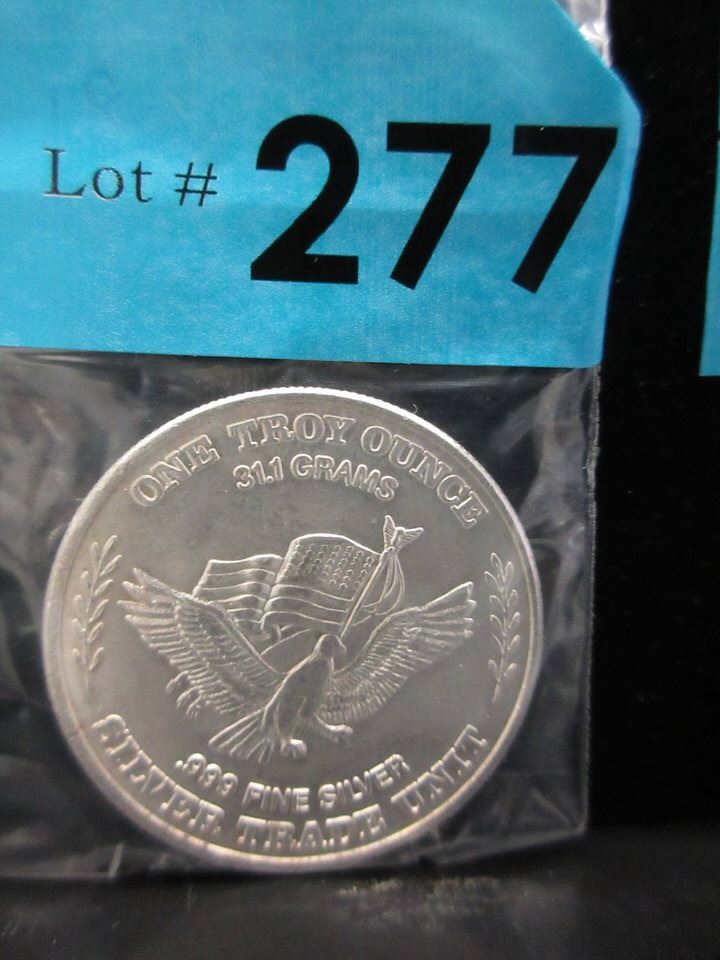 Lot # 277
ONE TROY OUNCE
31.1 GRAMS
.999 FINE SILVER
SILVER TRADE UNIT